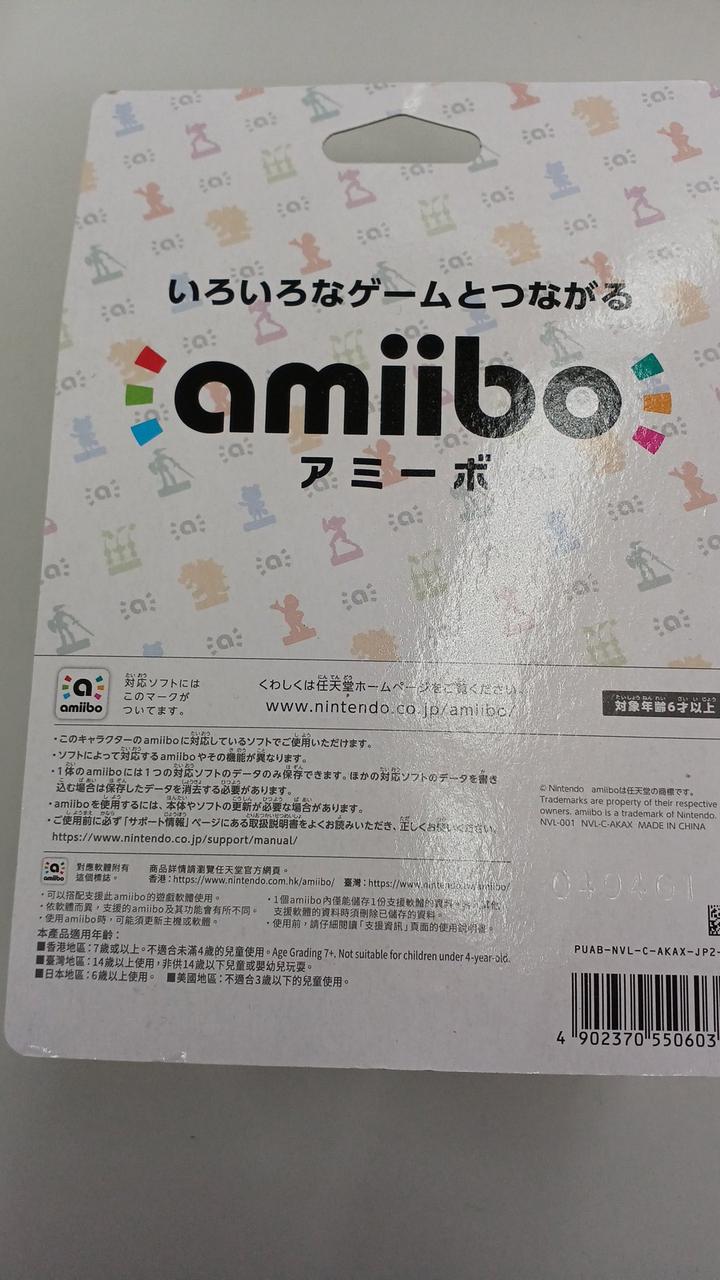 いろいろなゲームとつながる
amiibo
アミーボ
amiibo
対応ソフトには
このマークが
ついてます。
くわしくは任天堂ホームページをご覧ください。
www.nintendo.co.jp/amiibo/
対象年齢6才以上
・このキャラクターのamiiboに対応しているソフトでご使用いただけます。
・ソフトによって対応するamiiboやその機能が異なります。
・1体のamiiboには1つの対応ソフトのデータのみ保存できます。ほかの対応ソフトのデータを書き
込む場合は保存したデータを消去する必要があります。
・amiiboを使用するには、本体やソフトの更新が必要な場合があります。
・ご使用前に必ず「サポート情報」ページにある取扱説明書をよくお読みいただき、正しくお使いください。
https://www.nintendo.co.jp/support/manual/
© Nintendo amiiboは任天堂の商標です。
Trademarks are property of their respective
owners. amiibo is a trademark of Nintendo.
NVL-001 NVL-C-AKAX MADE IN CHINA
amiibo
對應軟體附有
這個標誌。
商品詳情請瀏覽任天堂官方網頁。
香港:https://www.nintendo.com.hk/amiibo/ 臺灣:https://www.nintendo.tw/amiibo/
・可以搭配支援此amiibo的遊戲軟體使用。
・依軟體而異,支援的amiibo及其功能會有所不同。
・使用amiibo時,可能須更新主機或軟體。
・1個amiibo內僅能儲存1份支援軟體的資料。
支援軟體的資料時須刪除已儲存的資料。
・使用前,請仔細閱讀「支援資訊」頁面的使用說明書。
本產品適用年齡:
■香港地區:7歲或以上。不適合未滿4歲的兒童使用。Age Grading 7+. Not suitable for children under 4-year-old.
■臺灣地區:14歲以上使用,非供14歲以下兒童或嬰幼兒玩耍。
■日本地區:6歲以上使用。 ■美國地區:不適合3歲以下的兒童使用。
PUAB-NVL-C-AKAX-JP2-
4 902370 550603